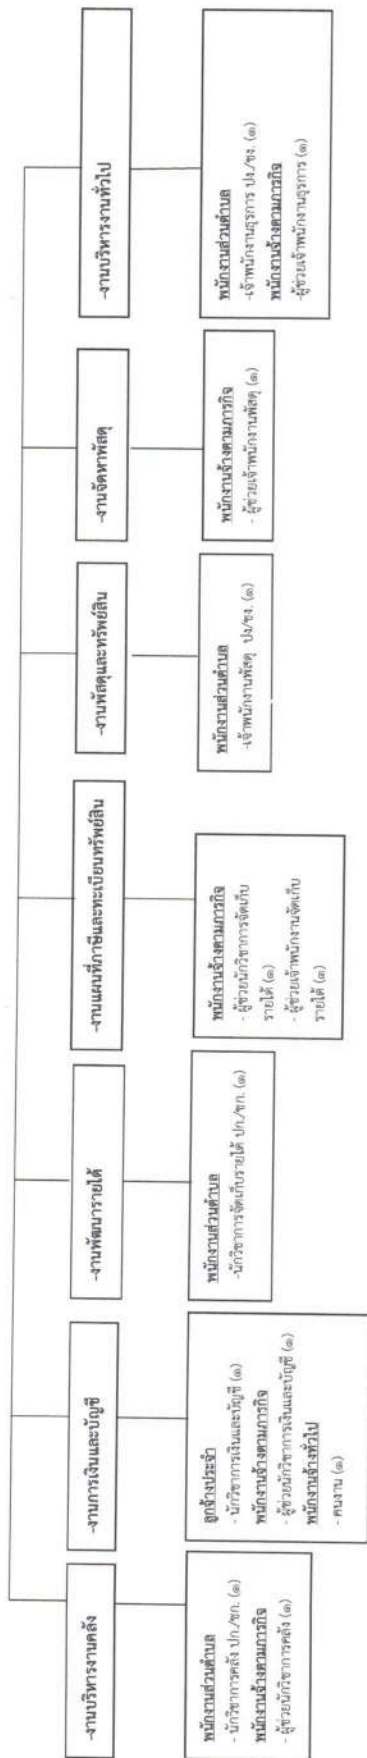 -งานบริหารงานคลัง
พนักงานส่วนตำบล
- นักวิชาการคลัง ปก./ชก. (๑)
พนักงานจ้างตามภารกิจ
- ผู้ช่วยนักวิชาการคลัง (๑)
-งานการเงินและบัญชี
ลูกจ้างประจำ
- นักวิชาการเงินและบัญชี (๑)
พนักงานจ้างตามภารกิจ
- ผู้ช่วยนักวิชาการเงินและบัญชี (๑)
พนักงานจ้างทั่วไป
- คนงาน (๑)
-งานพัฒนารายได้
พนักงานส่วนตำบล
-นักวิชาการจัดเก็บรายได้ ปก./ชก. (๑)
-งานแผนที่ภาษีและทะเบียนทรัพย์สิน
พนักงานจ้างตามภารกิจ
- ผู้ช่วยนักวิชาการจัดเก็บ
รายได้ (๑)
- ผู้ช่วยเจ้าพนักงานจัดเก็บ
รายได้ (๑)
-งานพัสดุและทรัพย์สิน
พนักงานส่วนตำบล
-เจ้าพนักงานพัสดุ ปง/ชง. (๑)
-งานจัดหาพัสดุ
พนักงานจ้างตามภารกิจ
- ผู้ช่วยเจ้าพนักงานพัสดุ (๑)
-งานบริหารงานทั่วไป
พนักงานส่วนตำบล
-เจ้าพนักงานธุรการ ปง./ชง. (๑)
พนักงานจ้างตามภารกิจ
-ผู้ช่วยเจ้าพนักงานธุรการ (๑)